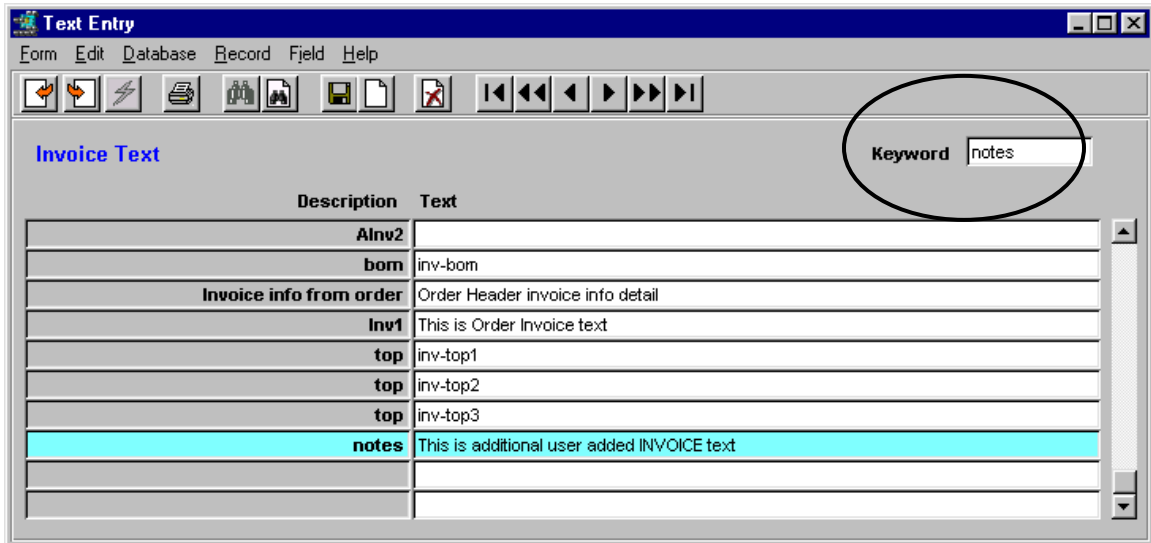 Text Entry
Form Edit Database Record Field Help
Invoice Text Keyword notes
Description Text
AInv2
bom inv-bom
Invoice info from order Order Header invoice info detail
Inv1 This is Order Invoice text
top inv-top1
top inv-top2
top inv-top3
notes This is additional user added INVOICE text